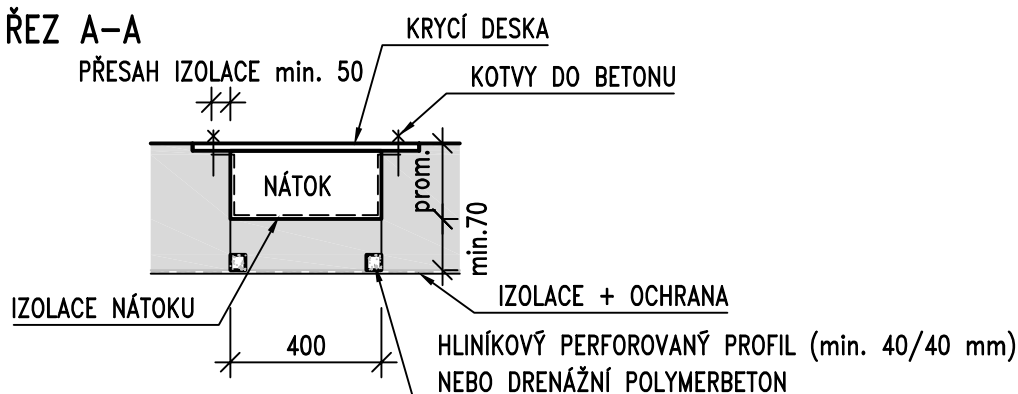 ŘEZ A-A
KRYCÍ DESKA
PŘESAH IZOLACE min. 50
KOTVY DO BETONU
NÁTOK
prom.
min.70
IZOLACE NÁTOKU
IZOLACE + OCHRANA
400
HLINÍKOVÝ PERFOROVANÝ PROFIL (min. 40/40 mm)
NEBO DRENÁŽNÍ POLYMERBETON